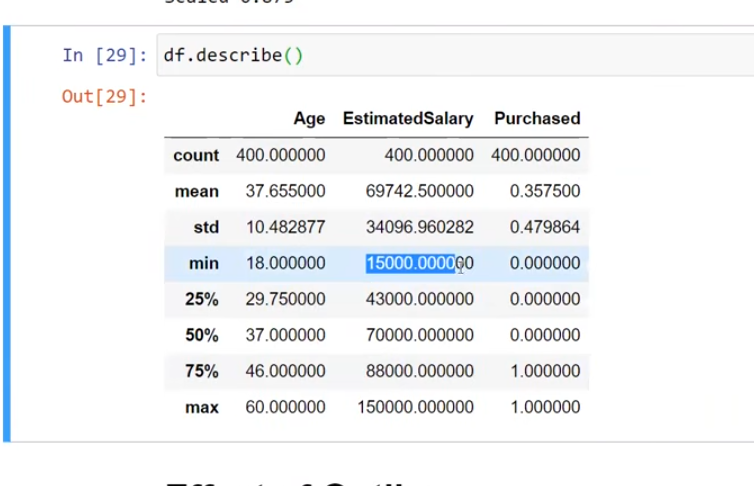 Scaled 0.875
In [29]: df.describe()
Out[29]:
Age EstimatedSalary Purchased
count 400.000000 400.000000 400.000000
mean 37.655000 69742.500000 0.357500
std 10.482877 34096.960282 0.479864
min 18.000000 15000.000000 0.000000
25% 29.750000 43000.000000 0.000000
50% 37.000000 70000.000000 0.000000
75% 46.000000 88000.000000 1.000000
max 60.000000 150000.000000 1.000000